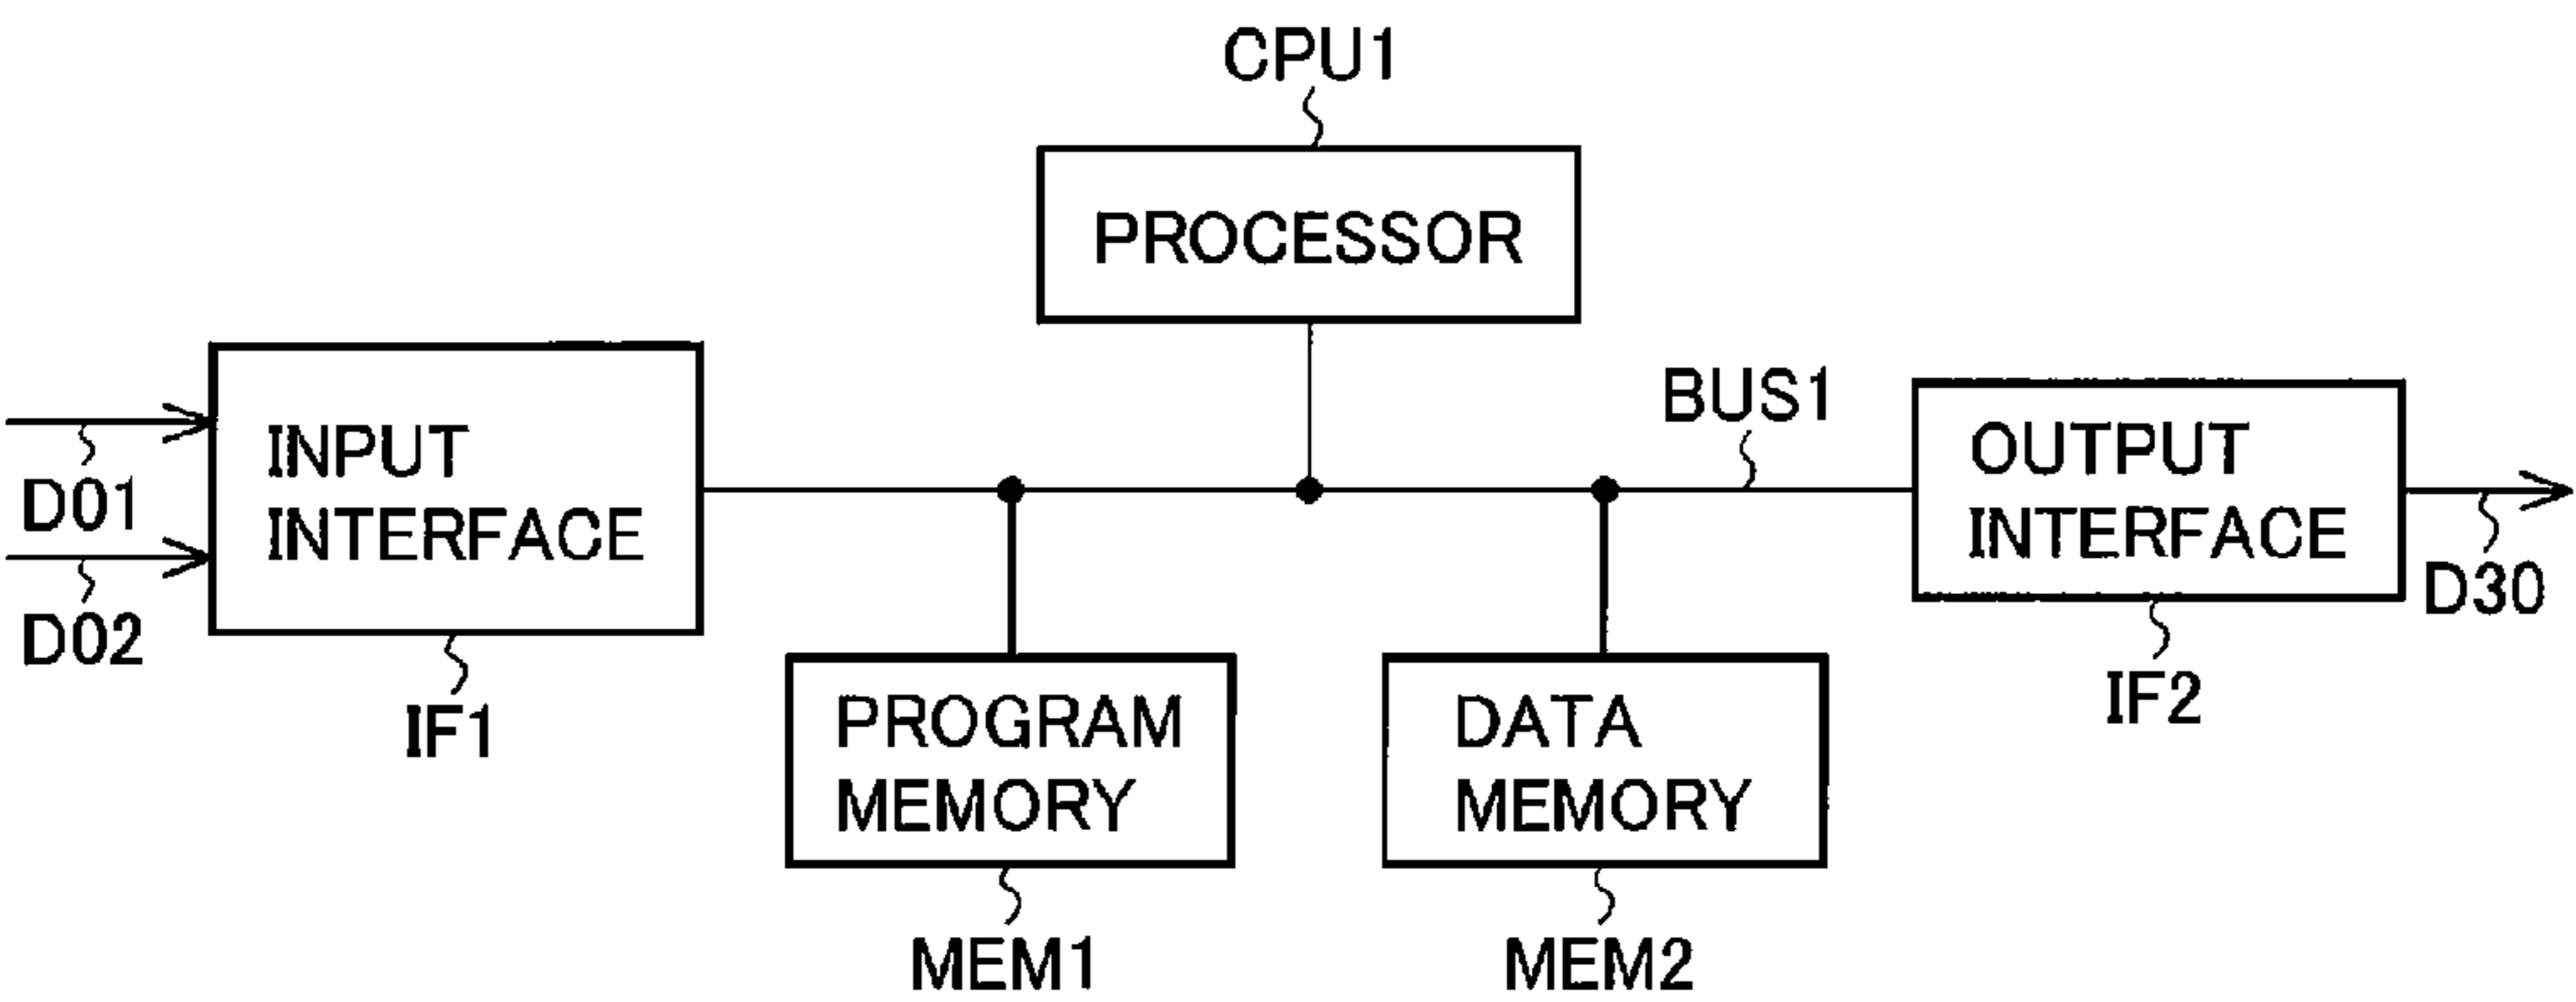 CPU1
PROCESSOR
BUS1
INPUT
INTERFACE
OUTPUT
INTERFACE
D01
D02
D30
IF1
IF2
PROGRAM
MEMORY
DATA
MEMORY
MEM1
MEM2